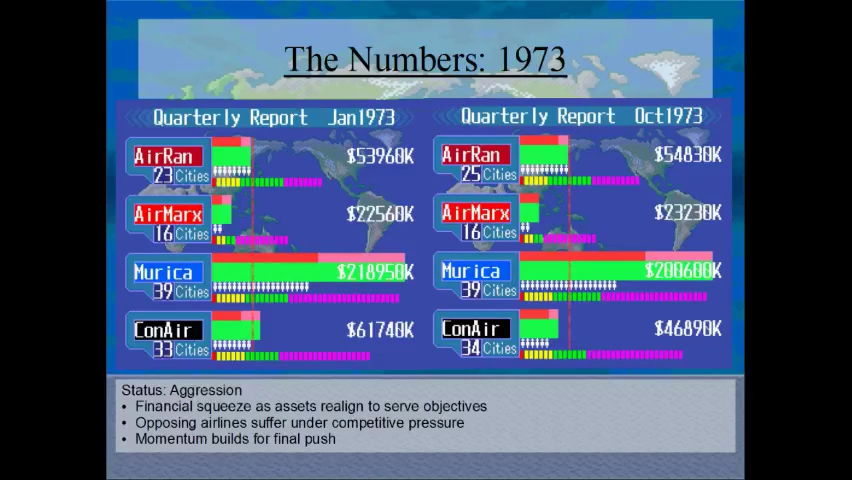 The Numbers: 1973
Quarterly Report Jan1973
AirRan $53960K
23 Cities
AirMarx $22560K
16 Cities
Murica $218950K
39 Cities
ConAir $61740K
33 Cities
Quarterly Report Oct1973
AirRan $54830K
25 Cities
AirMarx $23230K
16 Cities
Murica $200600K
39 Cities
ConAir $46890K
34 Cities
Status: Aggression
• Financial squeeze as assets realign to serve objectives
• Opposing airlines suffer under competitive pressure
• Momentum builds for final push